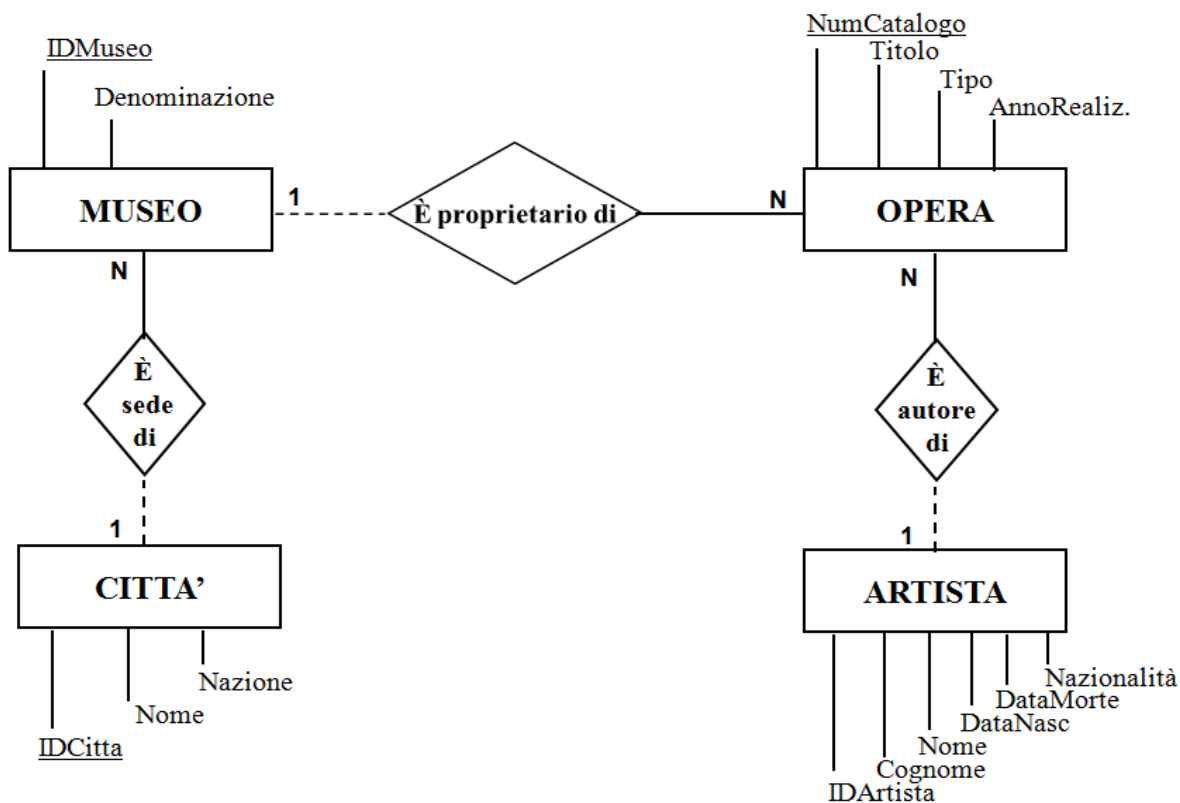 IDMuseo
Denominazione
NumCatalogo
Titolo
Tipo
AnnoRealiz.
MUSEO
1
È proprietario di
N
OPERA
N
N
È
sede
di
È
autore
di
1
1
CITTA’
ARTISTA
Nazione
Nome
IDCitta
Nazionalità
DataMorte
DataNasc
Nome
Cognome
IDArtista